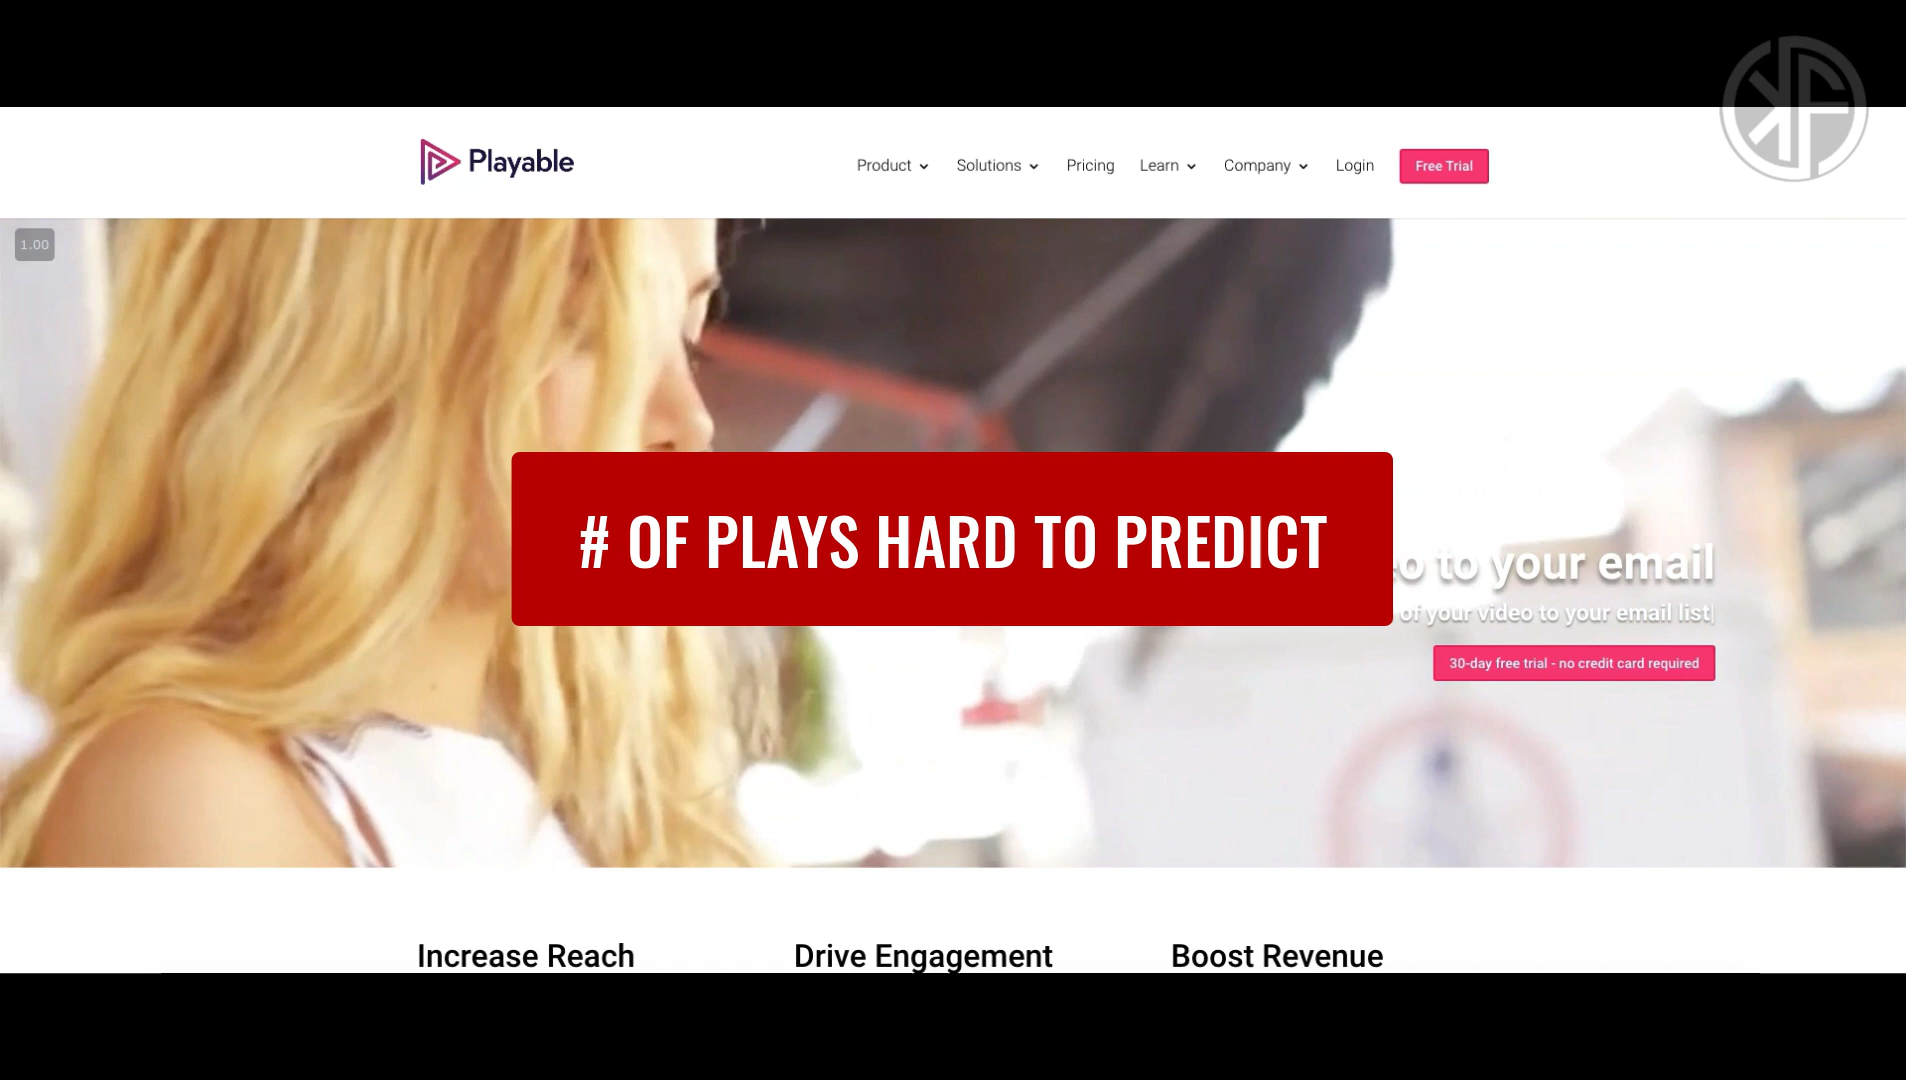 Playable
Product
Solutions
Pricing
Learn
Company
Login
Free Trial
1.00
# OF PLAYS HARD TO PREDICT
to your email
of your video to your email list
30-day free trial - no credit card required
Increase Reach
Drive Engagement
Boost Revenue